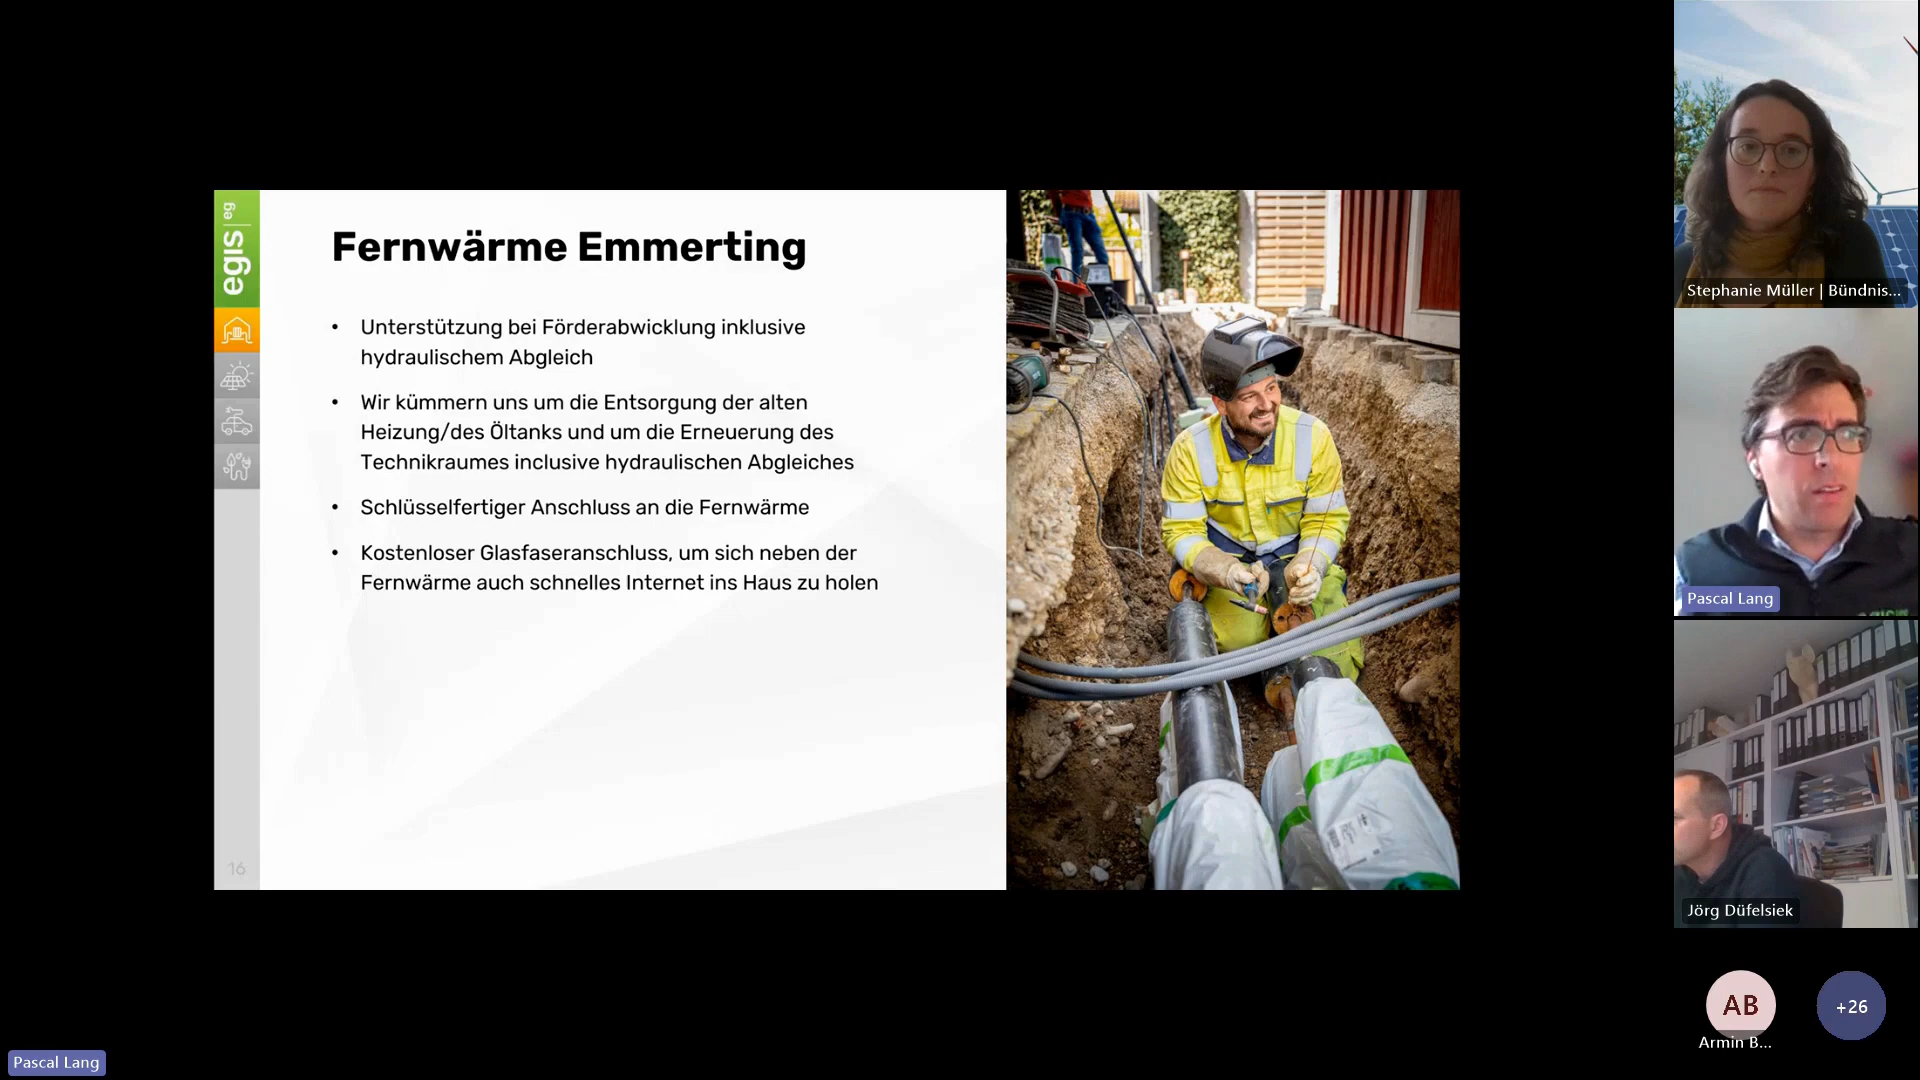 egis eg
Fernwärme Emmerting
• Unterstützung bei Förderabwicklung inklusive
hydraulischem Abgleich
• Wir kümmern uns um die Entsorgung der alten
Heizung/des Öltanks und um die Erneuerung des
Technikraumes inclusive hydraulischen Abgleiches
• Schlüsselfertiger Anschluss an die Fernwärme
• Kostenloser Glasfaseranschluss, um sich neben der
Fernwärme auch schnelles Internet ins Haus zu holen
16
Stephanie Müller | Bündnis...
Pascal Lang
Jörg Düfelsiek
AB
Armin B...
+26
Pascal Lang